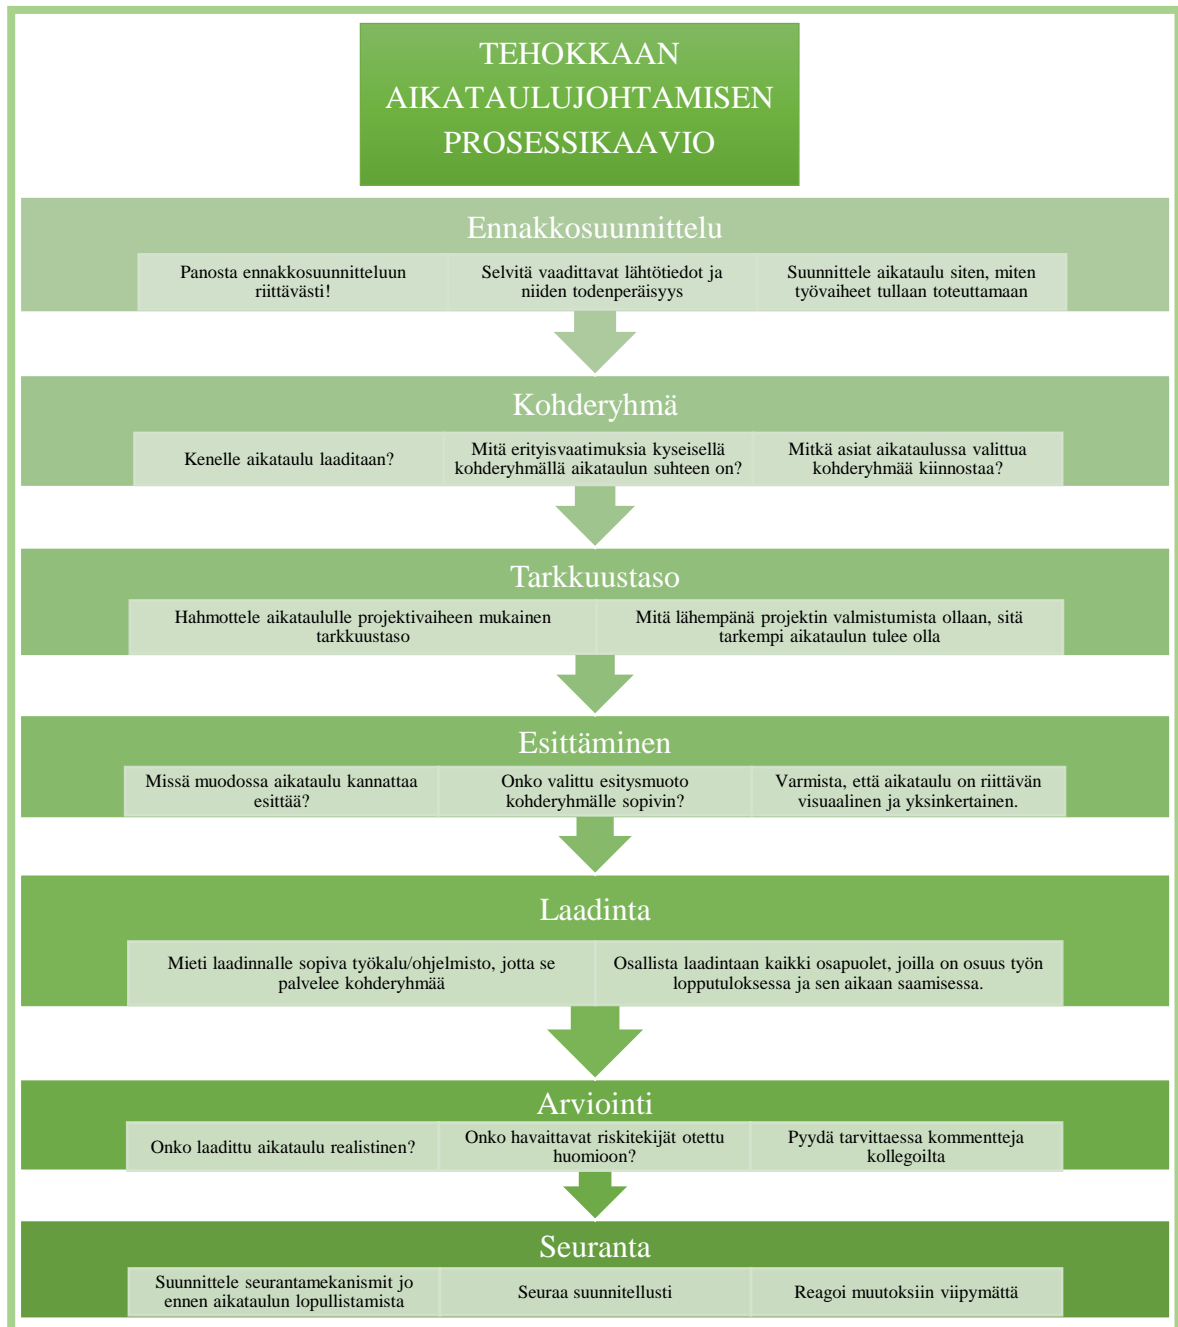 TEHOKKAAN
AIKATAULUJOHTAMISEN
PROSESSIKAAVIO
Ennakkosuunnittelu
Panosta ennakkosuunnitteluun
riittävästi!
Selvitä vaadittavat lähtötiedot ja
niiden todenperäisyys
Suunnittele aikataulu siten, miten
työvaiheet tullaan toteuttamaan
Kohderyhmä
Kenelle aikataulu laaditaan?
Mitä erityisvaatimuksia kyseisellä
kohderyhmällä aikataulun suhteen on?
Mitkä asiat aikataulussa valittua
kohderyhmää kiinnostaa?
Tarkkuustaso
Hahmottele aikataululle projektivaiheen mukainen
tarkkuustaso
Mitä lähempänä projektin valmistumista ollaan, sitä
tarkempi aikataulun tulee olla
Esittäminen
Missä muodossa aikataulu kannattaa
esittää?
Onko valittu esitysmuoto
kohderyhmälle sopivin?
Varmista, että aikataulu on riittävän
visuaalinen ja yksinkertainen.
Laadinta
Mieti laadinnalle sopiva työkalu/ohjelmisto, jotta se
palvelee kohderyhmää
Osallista laadintaan kaikki osapuolet, joilla on osuus työn
lopputuloksessa ja sen aikaan saamisessa.
Arviointi
Onko laadittu aikataulu realistinen?
Onko havaittavat riskitekijät otettu
huomioon?
Pyydä tarvittaessa kommentteja
kollegoilta
Seuranta
Suunnittele seurantamekanismit jo
ennen aikataulun lopullistamista
Seuraa suunnitellusti
Reagoi muutoksiin viipymättä